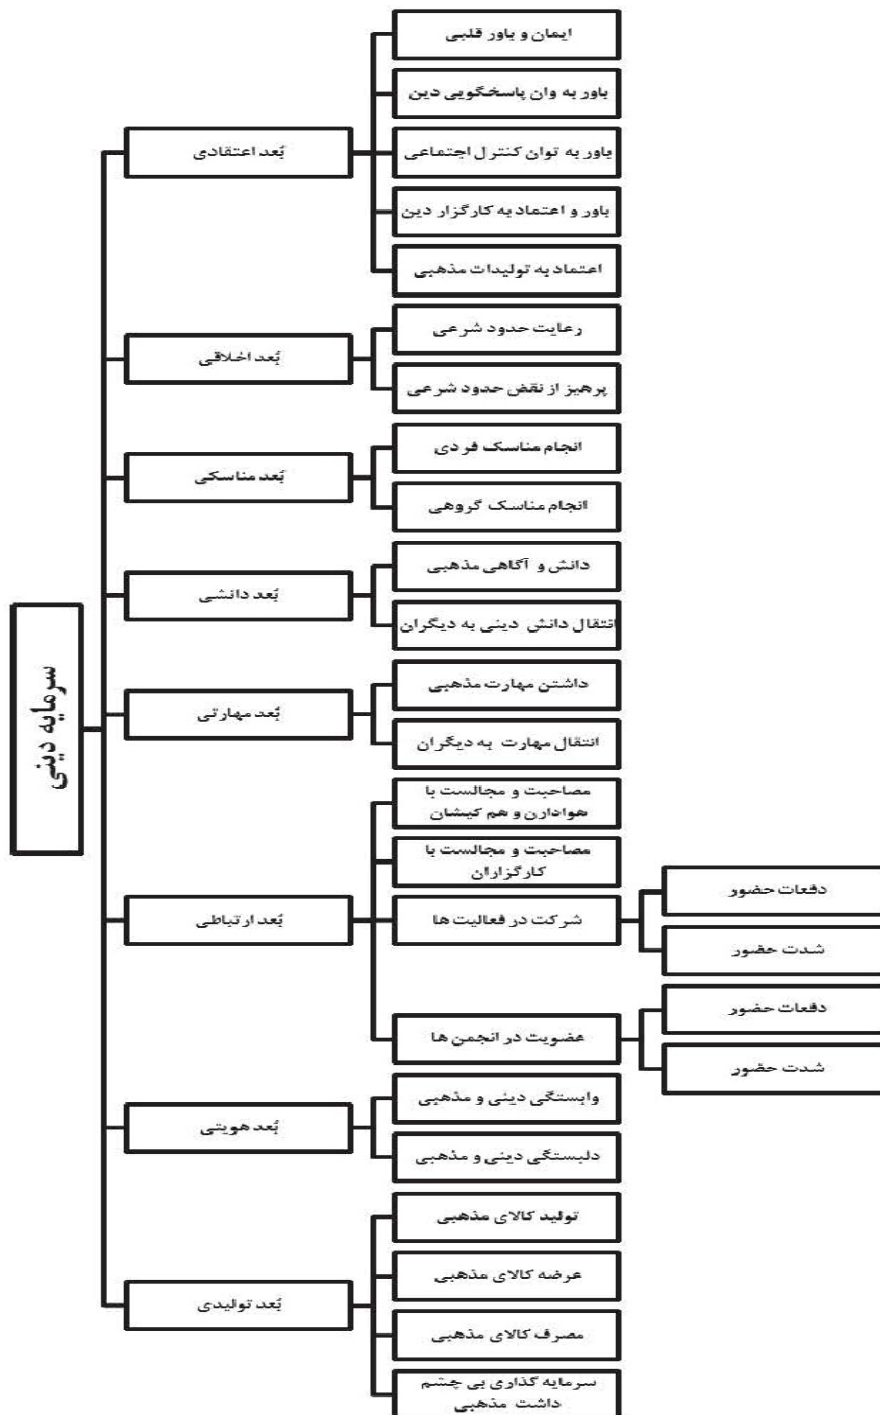 سرمایه دینی
بُعد اعتقادی
ایمان و باور قلبی
باور به وان پاسخگویی دین
باور به توان کنترل اجتماعی
باور و اعتماد به کارگزار دین
اعتماد به تولیدات مذهبی
بُعد اخلاقی
رعایت حدود شرعی
پرهیز از نقض حدود شرعی
بُعد مناسکی
انجام مناسک فردی
انجام مناسک گروهی
بُعد دانشی
دانش و آگاهی مذهبی
انتقال دانش دینی به دیگران
بُعد مهارتی
داشتن مهارت مذهبی
انتقال مهارت به دیگران
بُعد ارتباطی
مصاحبت و مجالست با
هوادارن و هم کیشان
مصاحبت و مجالست با
کارگزاران
شرکت در فعالیت ها
دفعات حضور
شدت حضور
عضویت در انجمن ها
دفعات حضور
شدت حضور
بُعد هویتی
وابستگی دینی و مذهبی
دلبستگی دینی و مذهبی
بُعد تولیدی
تولید کالای مذهبی
عرضه کالای مذهبی
مصرف کالای مذهبی
سرمایه گذاری بی چشم
داشت مذهبی